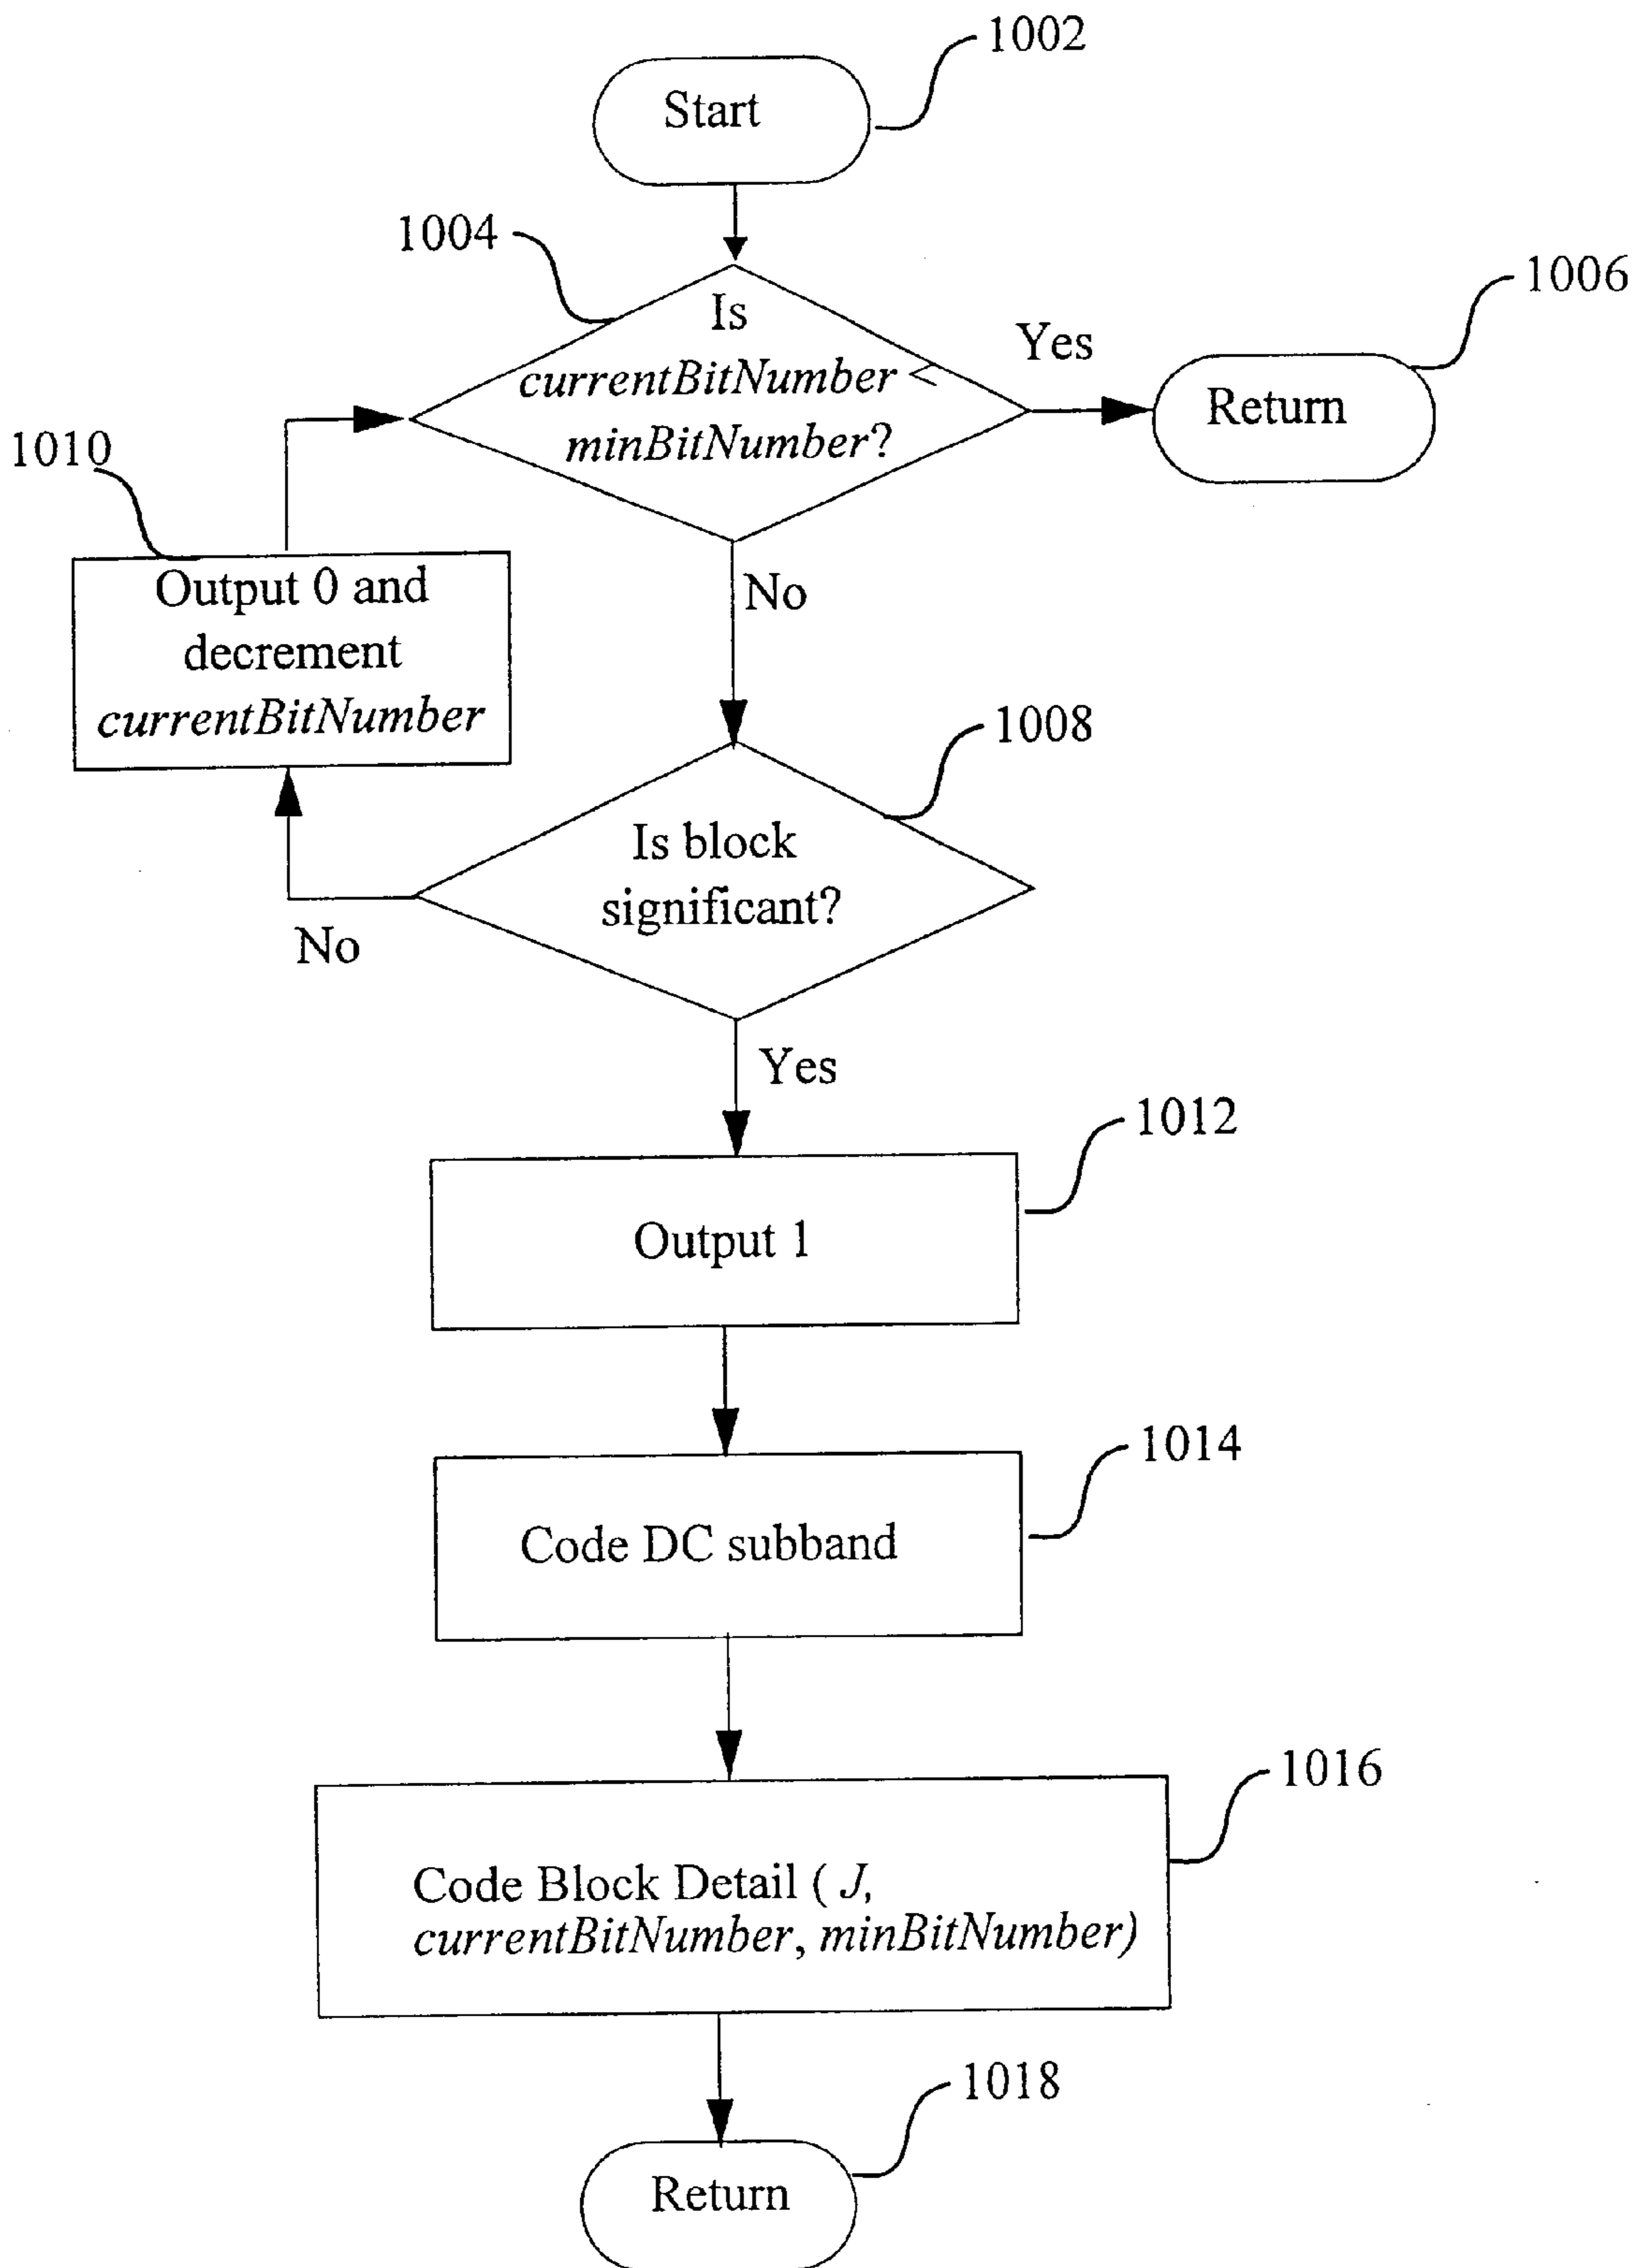 1002
Start
1004
Is
currentBitNumber <
minBitNumber?
Yes
1006
Return
1010
Output 0 and
decrement
currentBitNumber
No
1008
Is block
significant?
No
Yes
1012
Output 1
1014
Code DC subband
1016
Code Block Detail ( J,
currentBitNumber, minBitNumber)
1018
Return